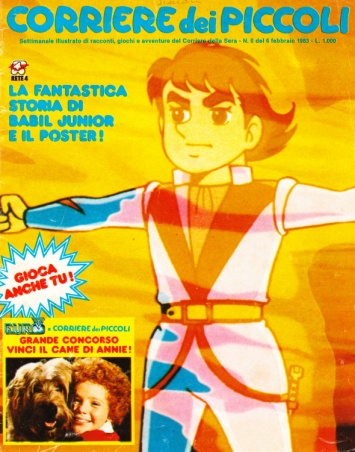 CORRIERE dei PICCOLI
Settimanale illustrato di racconti, giochi e avventure del Corriere della Sera - N. 6 del 8 febbraio 1983 - L. 1.000
RETE 4
LA FANTASTICA
STORIA DI
BABIL JUNIOR
E IL POSTER!
GIOCA
ANCHE TU!
e CORRIERE dei PICCOLI
GRANDE CONCORSO
VINCI IL CANE DI ANNIE!